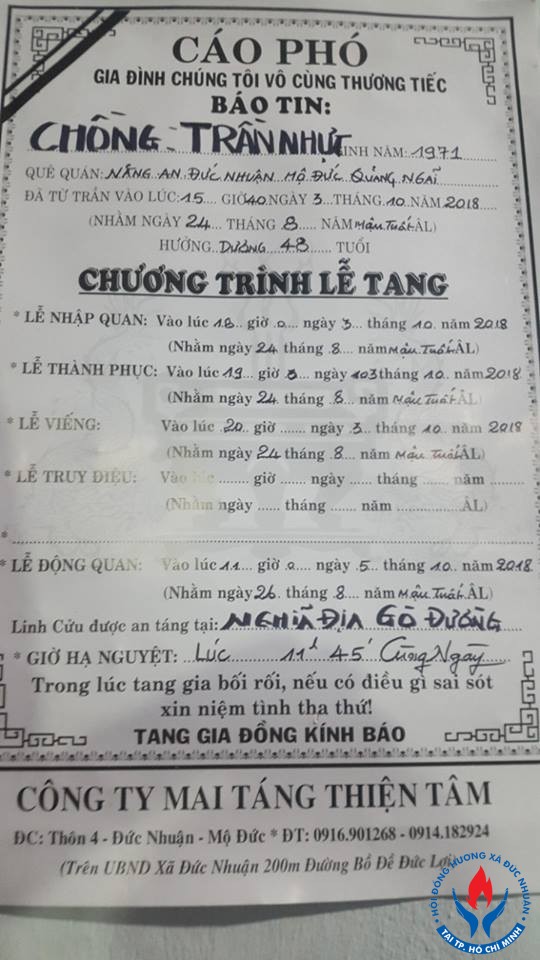 CÁO PHÓ
GIA ĐÌNH CHÚNG TÔI VÔ CÙNG THƯƠNG TIẾC
BÁO TIN:
CHỒNG: TRẦN NHỰT SINH NĂM: 1971
QUÊ QUÁN: NĂNG AN ĐỨC NHUẬN MỘ ĐỨC QUẢNG NGÃI
ĐÃ TỪ TRẦN VÀO LÚC: 15.... GIỜ 40 NGÀY 3... THÁNG 10. NĂM 2018
(NHẰM NGÀY 24... THÁNG 8..... NĂM Mậu Tuất ÂL)
HƯỞNG.. DƯƠNG 48...... TUỔI
CHƯƠNG TRÌNH LỄ TANG
* LỄ NHẬP QUAN: Vào lúc 18.. giờ .0.... ngày 3... tháng 10. năm 2018
(Nhằm ngày 24 tháng .8.... năm Mậu Tuất ÂL)
* LỄ THÀNH PHỤC: Vào lúc 19... giờ ... ngày 03 tháng 10.. năm 2018
(Nhằm ngày 24. tháng .8... năm Mậu Tuất ÂL)
* LỄ VIẾNG: Vào lúc .20.. giờ ....... ngày .3.... tháng 10... năm 2018
(Nhằm ngày 24 tháng .8... năm Mậu Tuất ÂL)
* LỄ TRUY ĐIỆU: Vào lúc ........ giờ ....... ngày ...... tháng ...... năm .........
(Nhằm ngày ...... tháng ....... năm ................ÂL)
*
* LỄ ĐỘNG QUAN: Vào lúc 11.... giờ .0.... ngày .5... tháng .10.. năm 2018
(Nhằm ngày 26. tháng .8.... năm Mậu Tuất ÂL)
Linh Cửu được an táng tại: NGHĨA ĐỊA GÒ ĐƯỜNG
* GIỜ HẠ NGUYỆT: LÚC 11h 45' Cùng Ngày
Trong lúc tang gia bối rối, nếu có điều gì sai sót
xin niệm tình tha thứ!
TANG GIA ĐỒNG KÍNH BÁO
CÔNG TY MAI TÁNG THIỆN TÂM
ĐC: Thôn 4 - Đức Nhuận - Mộ Đức * ĐT: 0916.901268 - 0914.182924
(Trên UBND Xã Đức Nhuận 200m Đường Bồ Đề Đức Lợi)
HỘI ĐỒNG HƯƠNG XÃ ĐỨC NHUẬN
TẠI TP. HỒ CHÍ MINH